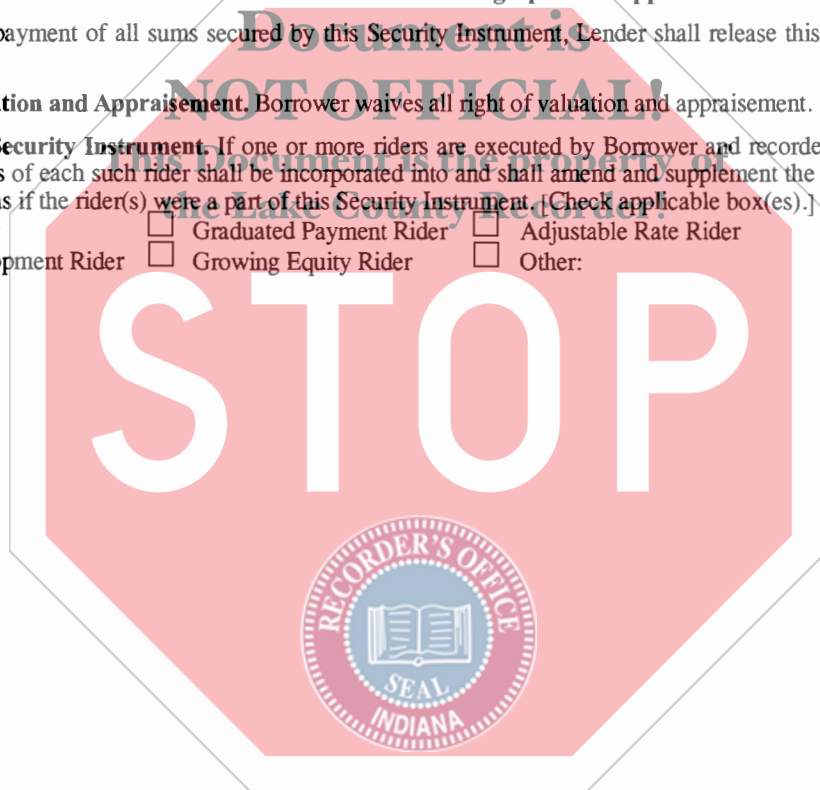 Document is
payment of all sums secured by this Security Instrument, Lender shall release this
NOT OFFICIAL!
tion and Appraisement. Borrower waives all right of valuation and appraisement.
ecurity Instrument. If one or more riders are executed by Borrower and recorde
This Document is the property of
s of each such rider shall be incorporated into and shall amend and supplement the
the Lake County Recorder!
s if the rider(s) were a part of this Security Instrument. [Check applicable box(es).]
☐ Graduated Payment Rider ☐ Adjustable Rate Rider
pment Rider ☐ Growing Equity Rider ☐ Other:
STOP
RECORDER'S OFFICE
SEAL
INDIANA